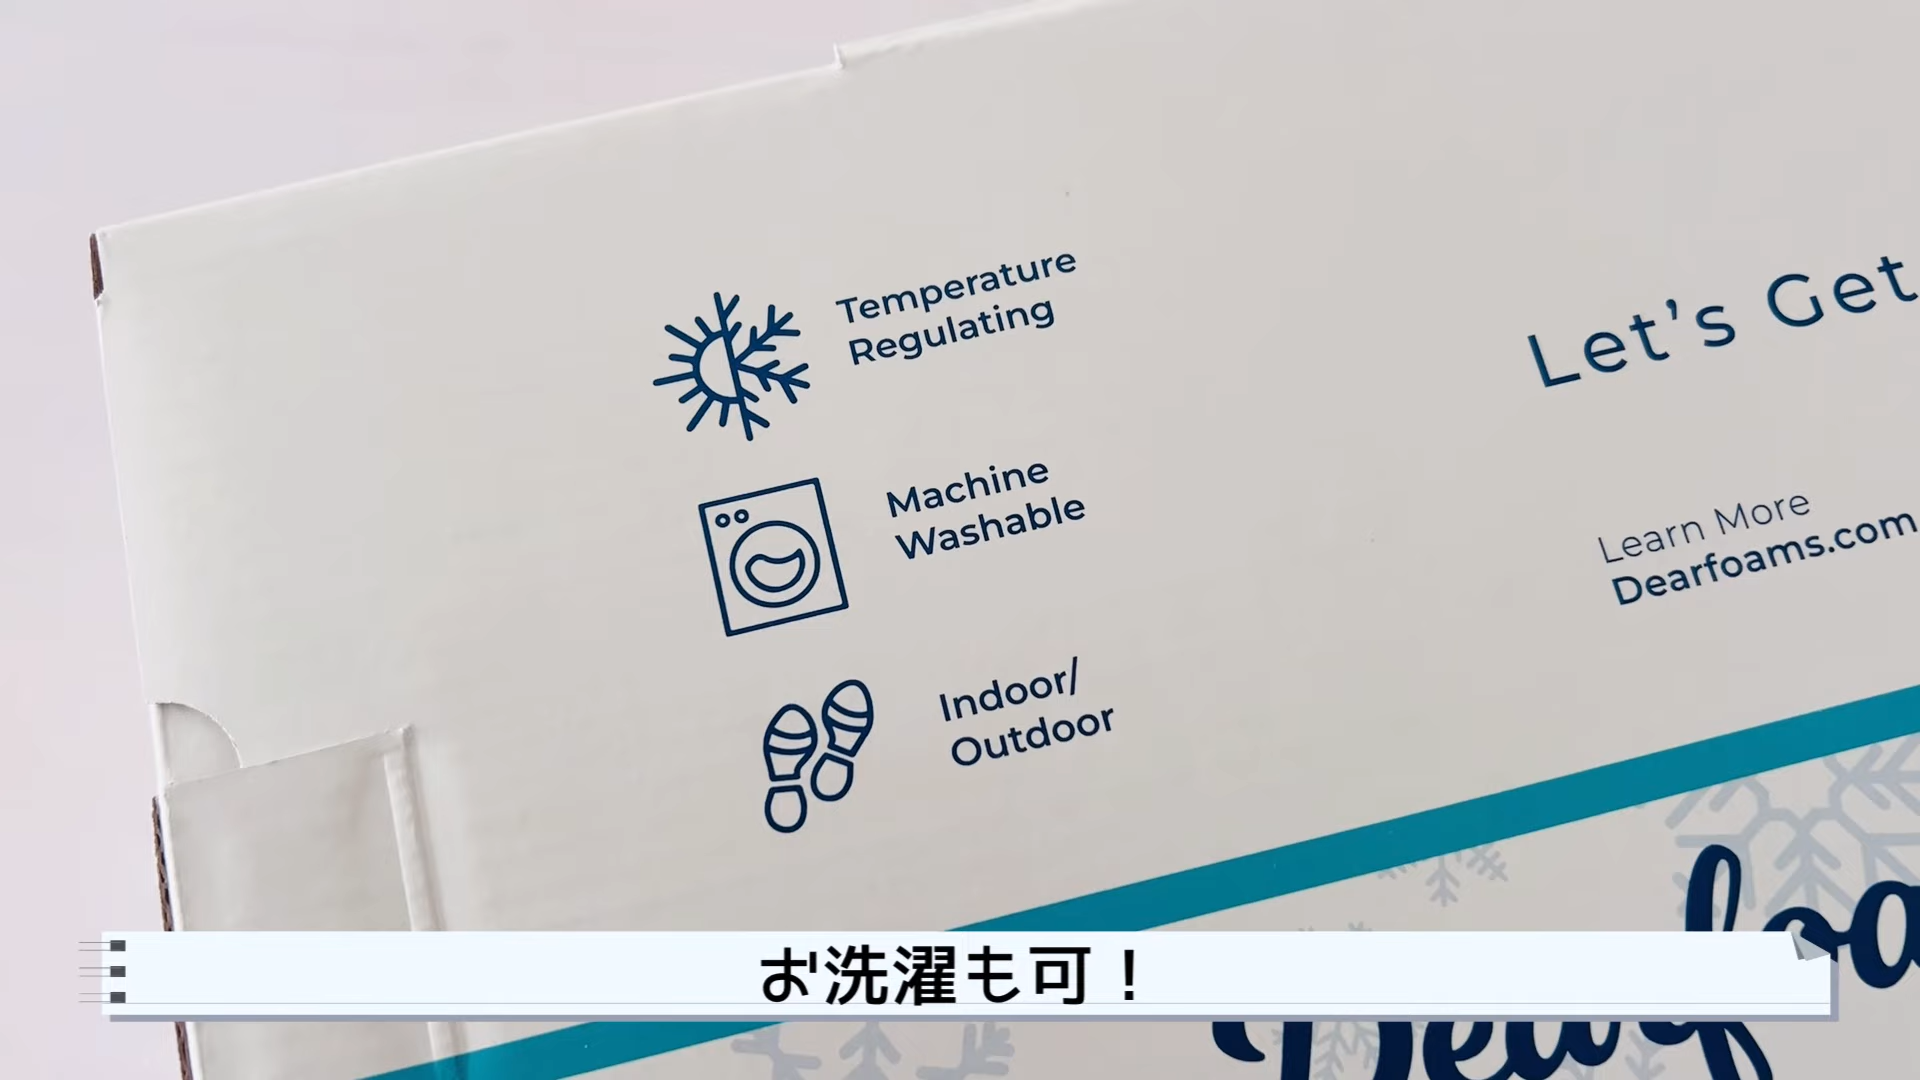 Temperature
Regulating
Machine
Washable
Indoor/
Outdoor
Let's Get
Learn More
Dearfoams.com
お洗濯も可！